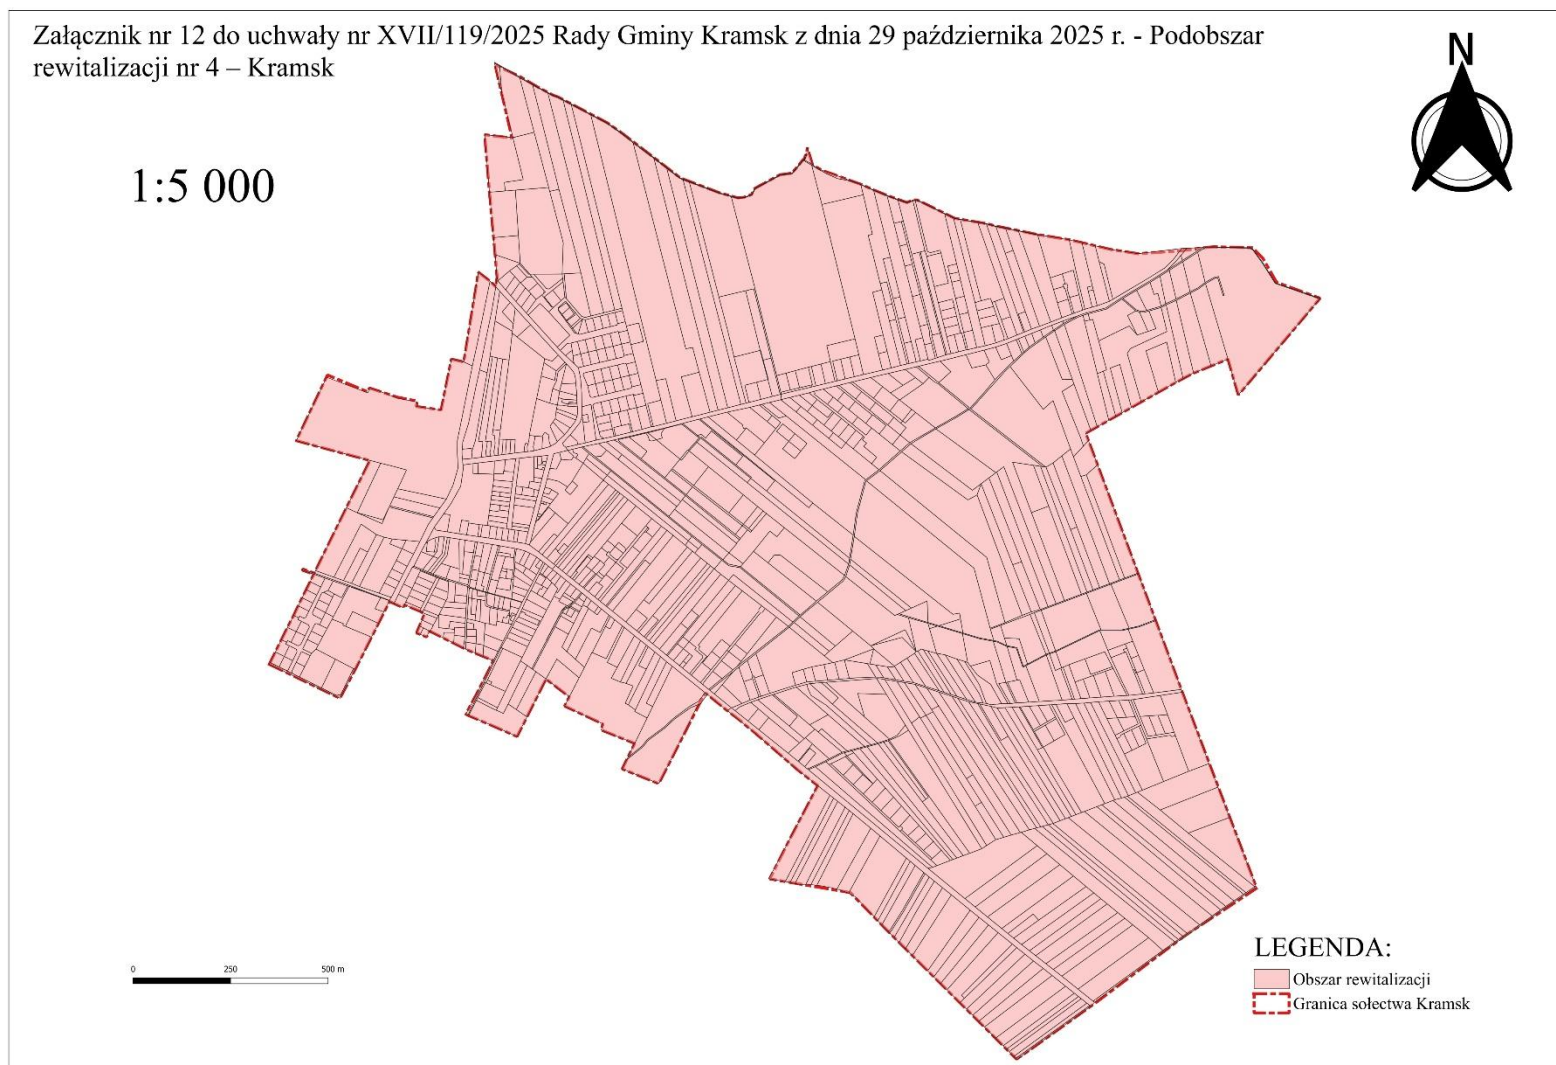 Załącznik nr 12 do uchwały nr XVII/119/2025 Rady Gminy Kramsk z dnia 29 października 2025 r. - Podobszar
rewitalizacji nr 4 – Kramsk
N
1:5 000
0 250 500 m
LEGENDA:
Obszar rewitalizacji
Granica sołectwa Kramsk